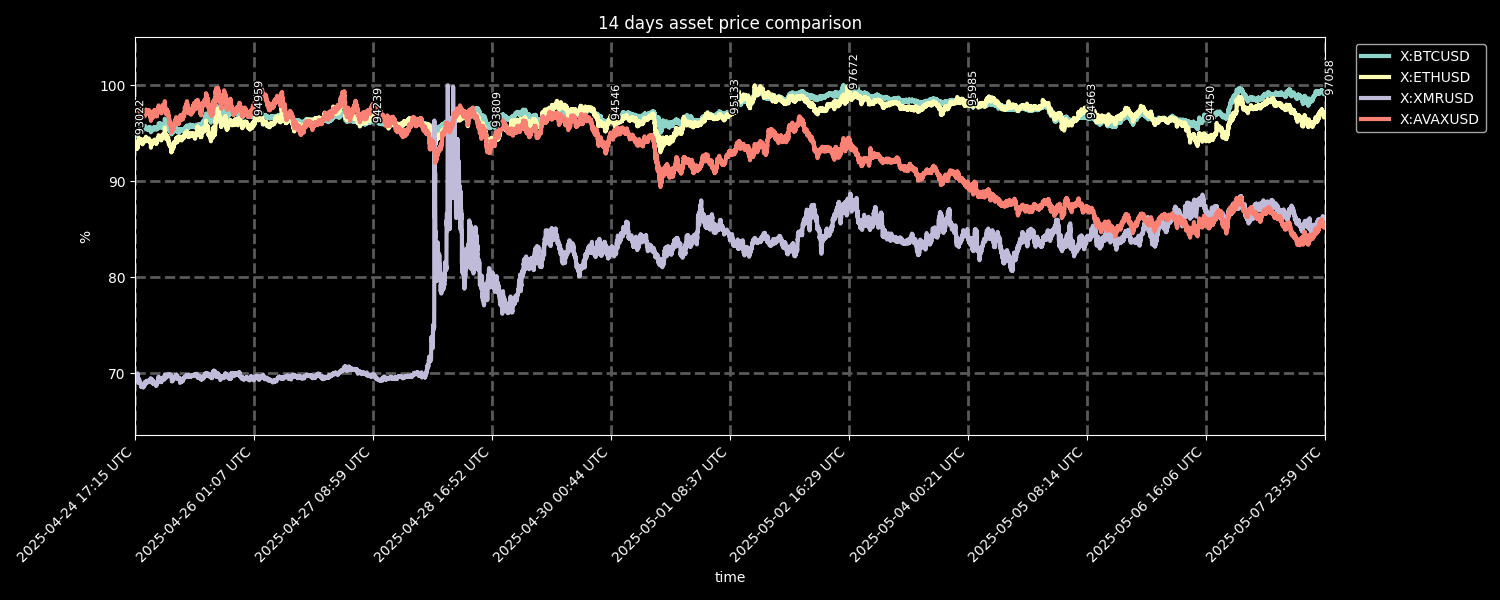 14 days asset price comparison
X:BTCUSD
X:ETHUSD
X:XMRUSD
X:AVAXUSD
100
90
80
70
%
93022
94959
94239
93809
94546
95133
97672
95985
94663
94450
97058
2025-04-24 17:15 UTC
2025-04-26 01:07 UTC
2025-04-27 08:59 UTC
2025-04-28 16:52 UTC
2025-04-30 00:44 UTC
2025-05-01 08:37 UTC
2025-05-02 16:29 UTC
2025-05-04 00:21 UTC
2025-05-05 08:14 UTC
2025-05-06 16:06 UTC
2025-05-07 23:59 UTC
time